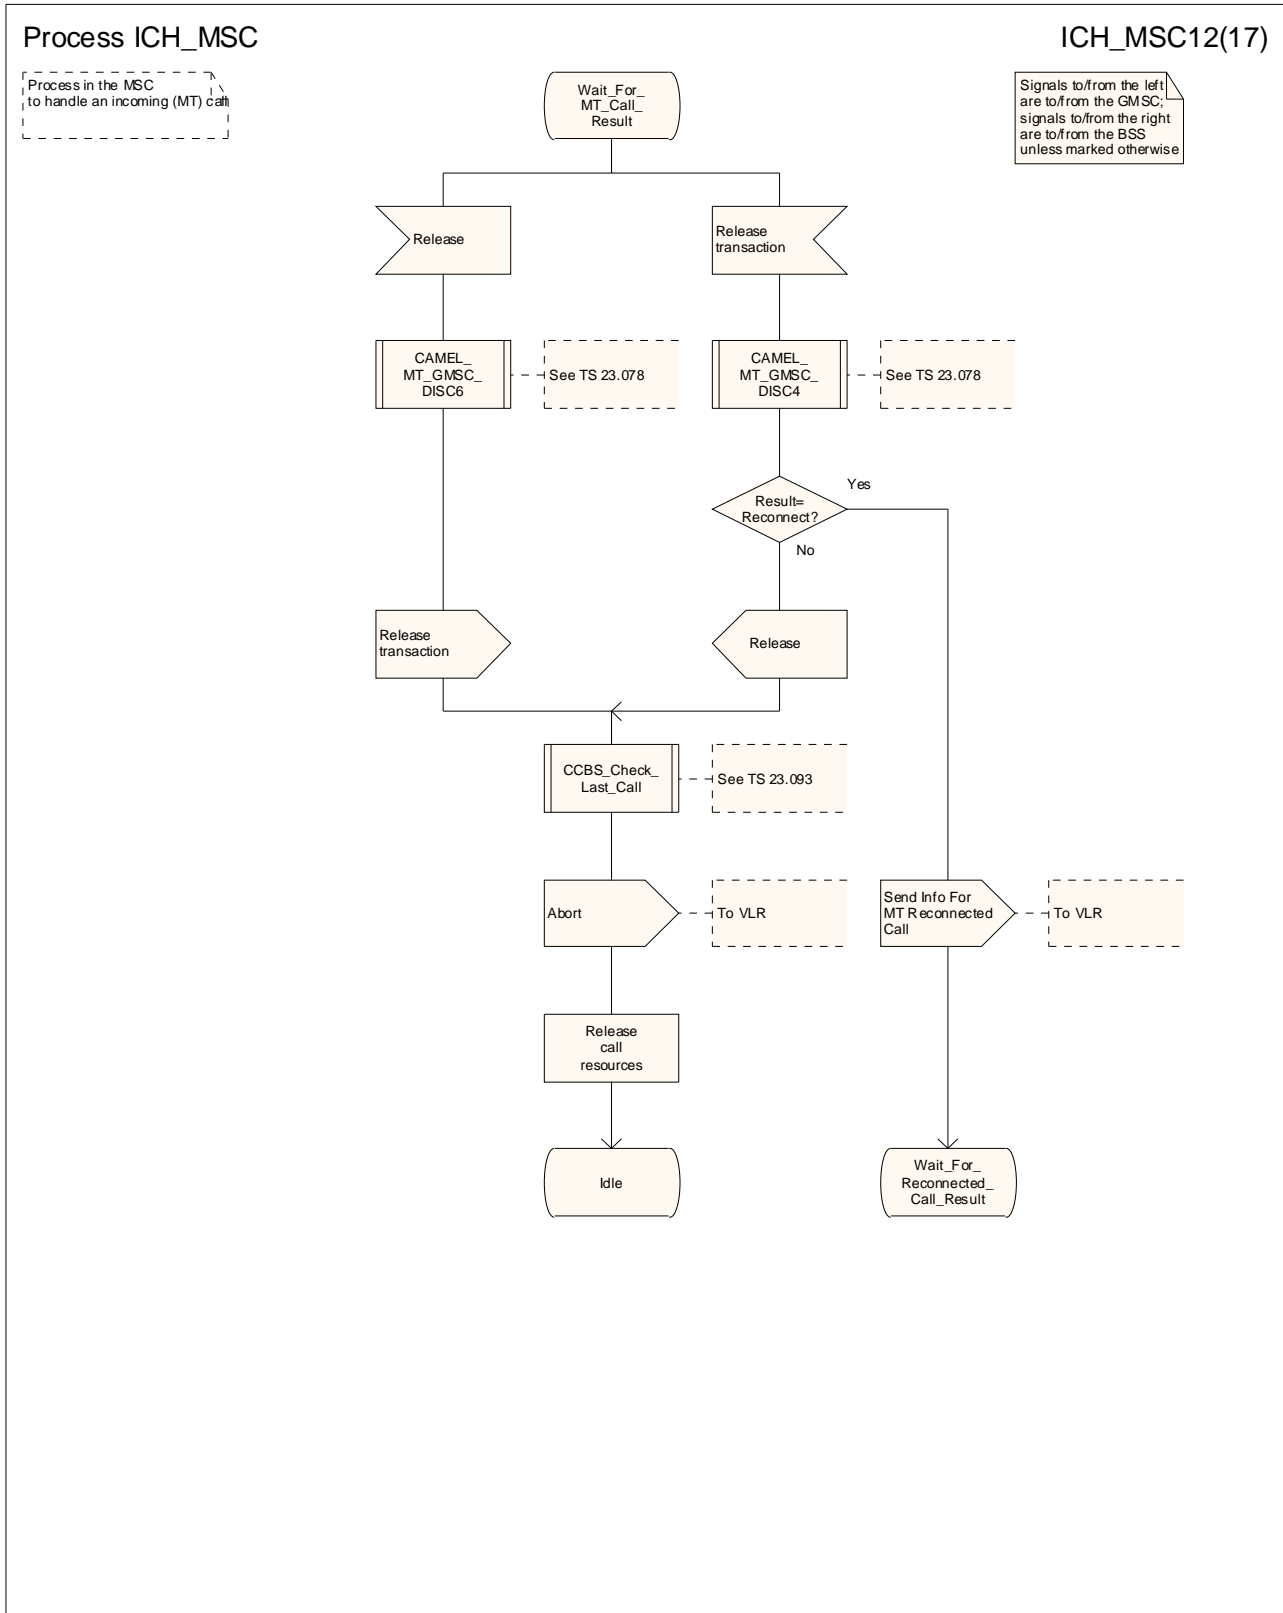 Process ICH_MSC
ICH_MSC12(17)
Process in the MSC
to handle an incoming (MT) call
Wait_For_
MT_Call_
Result
Signals to/from the left
are to/from the GMSC;
signals to/from the right
are to/from the BSS
unless marked otherwise
Release
Release
transaction
CAMEL_
MT_GMSC_
DISC6
See TS 23.078
CAMEL_
MT_GMSC_
DISC4
See TS 23.078
Result=
Reconnect?
Yes
No
Release
transaction
Release
CCBS_Check_
Last_Call
See TS 23.093
Abort
To VLR
Send Info For
MT Reconnected
Call
To VLR
Release
call
resources
Idle
Wait_For_
Reconnected_
Call_Result